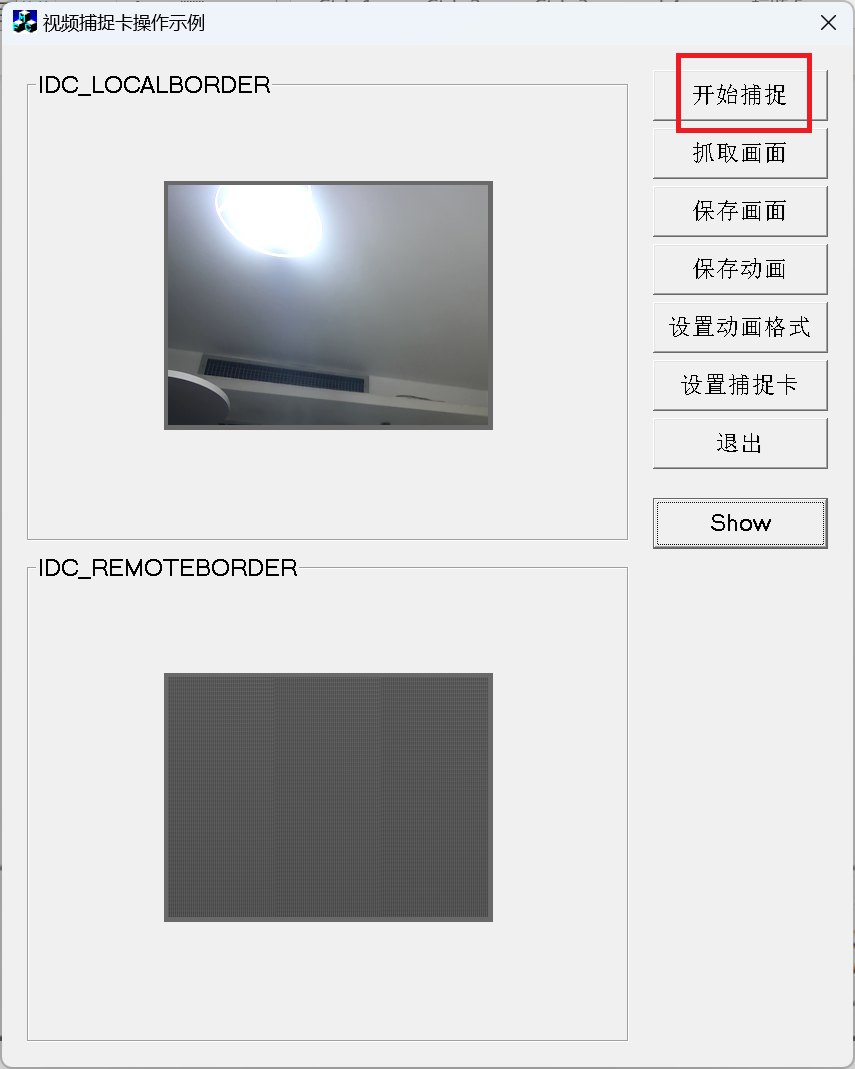 视频捕捉卡操作示例
IDC_LOCALBORDER
开始捕捉
抓取画面
保存画面
保存动画
设置动画格式
设置捕捉卡
退出
Show
IDC_REMOTEBORDER